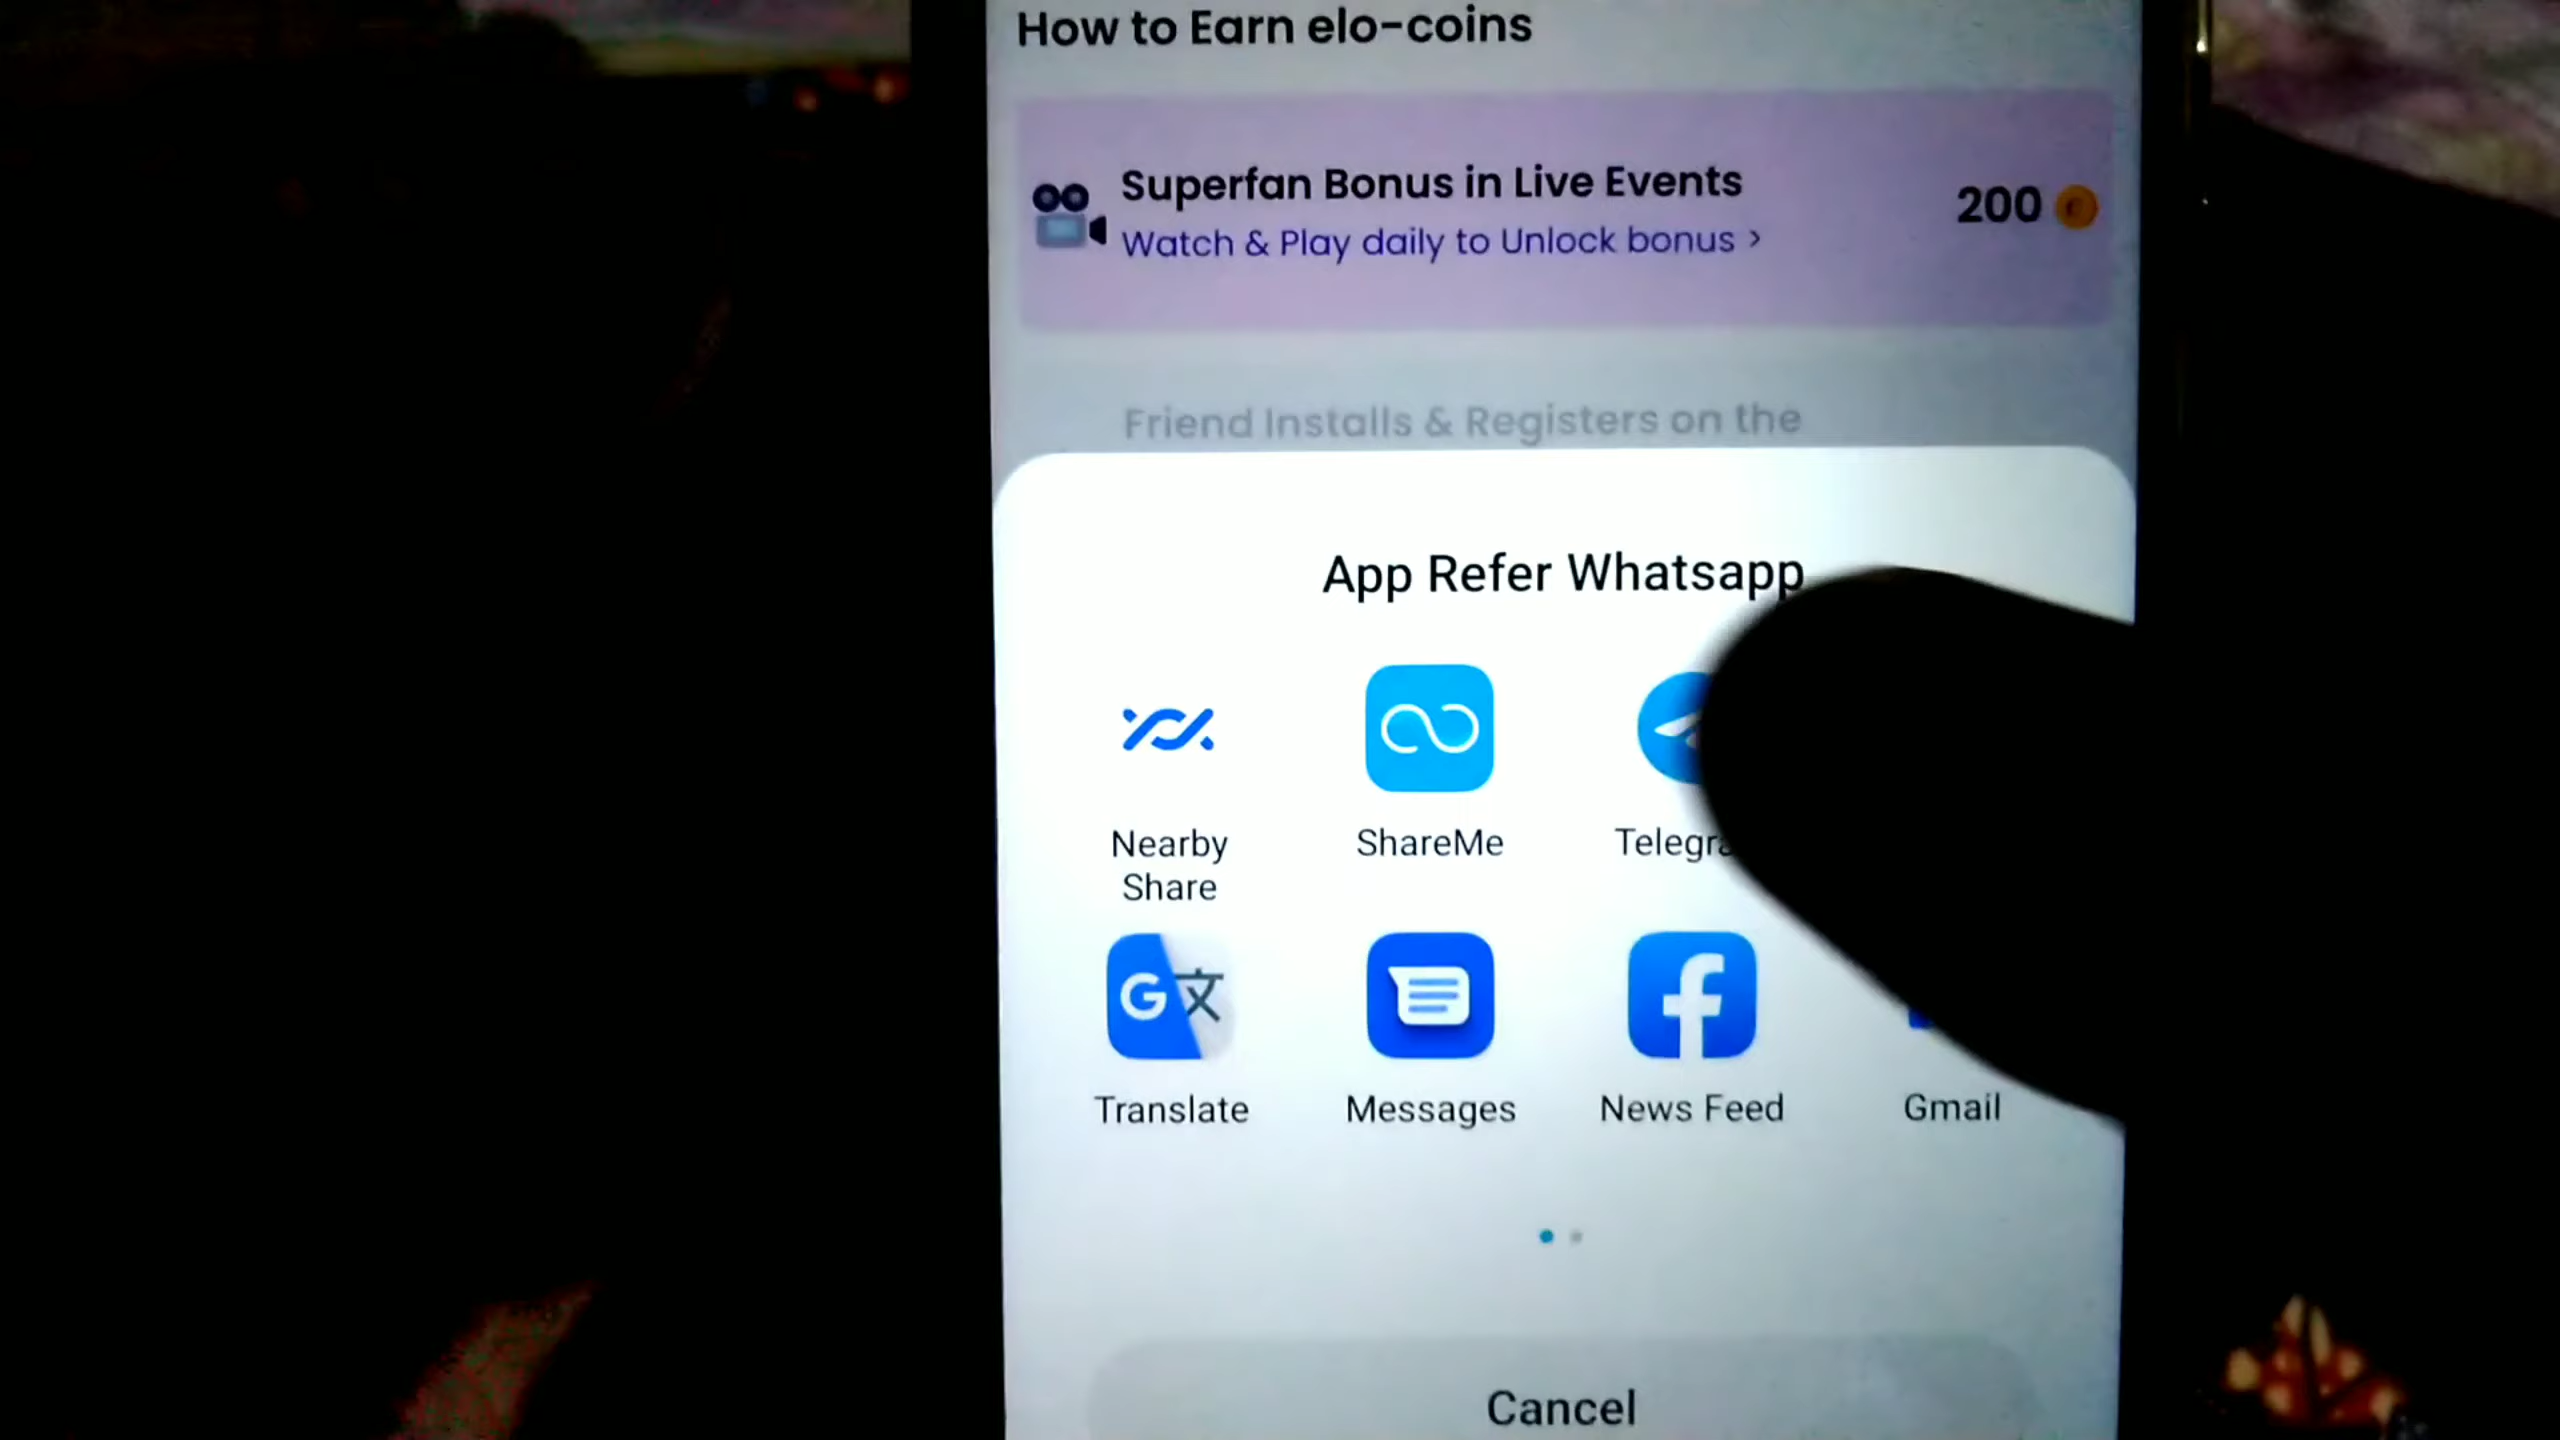 How to Earn elo-coins
Superfan Bonus in Live Events
200
Watch & Play daily to Unlock bonus >
Friend Installs & Registers on the
App Refer Whatsapp
Nearby
Share
ShareMe
Translate
Messages
News Feed
Gmail
Cancel